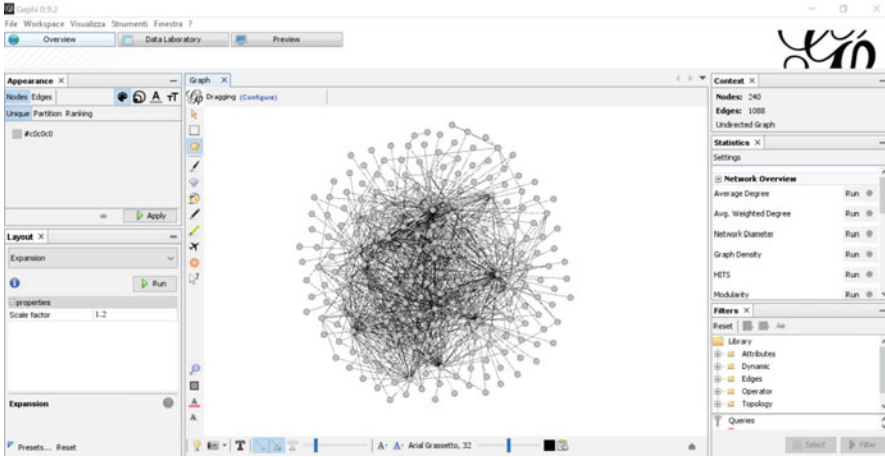 Gephi 0.9.2
File Workspace Visualizza Strumenti Finestra ?
Overview
Data Laboratory
Preview
Appearance
Nodes Edges
Unique Partition Ranking
#c0c0c0
Apply
Layout
Expansion
Run
properties
Scale factor 1.2
Expansion
Presets... Reset
Graph
Dragging (Configure)
A- A- Arial Grassetto, 32
Context
Nodes: 240
Edges: 1088
Undirected Graph
Statistics
Settings
Network Overview
Average Degree Run
Avg. Weighted Degree Run
Network Diameter Run
Graph Density Run
HITS Run
Modularity Run
Filters
Reset
Library
Attributes
Dynamic
Edges
Operator
Topology
Queries
Select
Filter